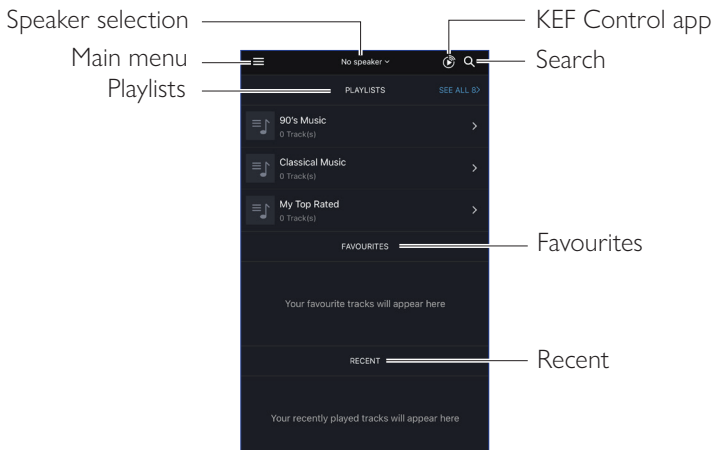 Speaker selection
KEF Control app
Main menu
No speaker
Search
Playlists
PLAYLISTS
SEE ALL 8>
90's Music
0 Track(s)
Classical Music
0 Track(s)
My Top Rated
0 Track(s)
FAVOURITES
Favourites
Your favourite tracks will appear here
RECENT
Recent
Your recently played tracks will appear here